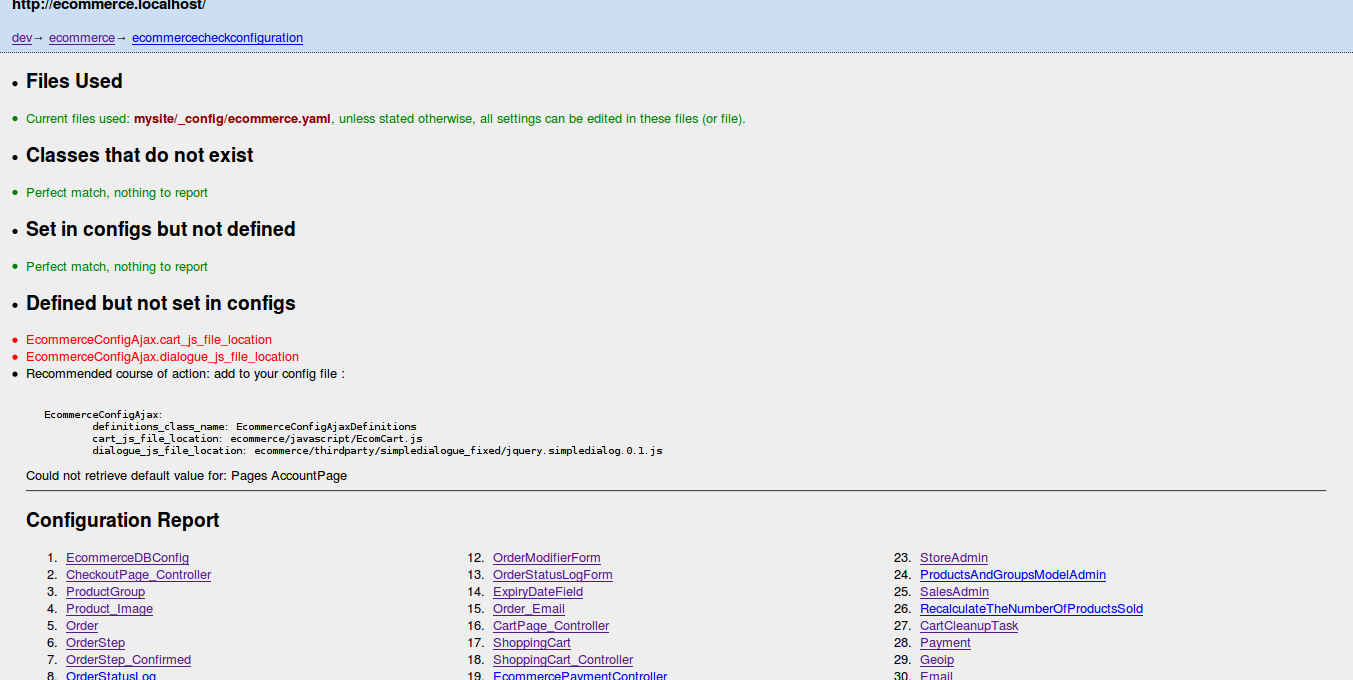 http://ecommerce.localhost/
dev→ ecommerce→ ecommercecheckconfiguration
• Files Used
• Current files used: mysite/_config/ecommerce.yaml, unless stated otherwise, all settings can be edited in these files (or file).
• Classes that do not exist
• Perfect match, nothing to report
• Set in configs but not defined
• Perfect match, nothing to report
• Defined but not set in configs
• EcommerceConfigAjax.cart_js_file_location
• EcommerceConfigAjax.dialogue_js_file_location
• Recommended course of action: add to your config file :
EcommerceConfigAjax:
definitions_class_name: EcommerceConfigAjaxDefinitions
cart_js_file_location: ecommerce/javascript/EcomCart.js
dialogue_js_file_location: ecommerce/thirdparty/simpledialogue_fixed/jquery.simpledialog.0.1.js
Could not retrieve default value for: Pages AccountPage
Configuration Report
1. EcommerceDBConfig
2. CheckoutPage_Controller
3. ProductGroup
4. Product_Image
5. Order
6. OrderStep
7. OrderStep_Confirmed
8. OrderStatusLog
12. OrderModifierForm
13. OrderStatusLogForm
14. ExpiryDateField
15. Order_Email
16. CartPage_Controller
17. ShoppingCart
18. ShoppingCart_Controller
19. EcommercePaymentController
23. StoreAdmin
24. ProductsAndGroupsModelAdmin
25. SalesAdmin
26. RecalculateTheNumberOfProductsSold
27. CartCleanupTask
28. Payment
29. Geoip
30. Email